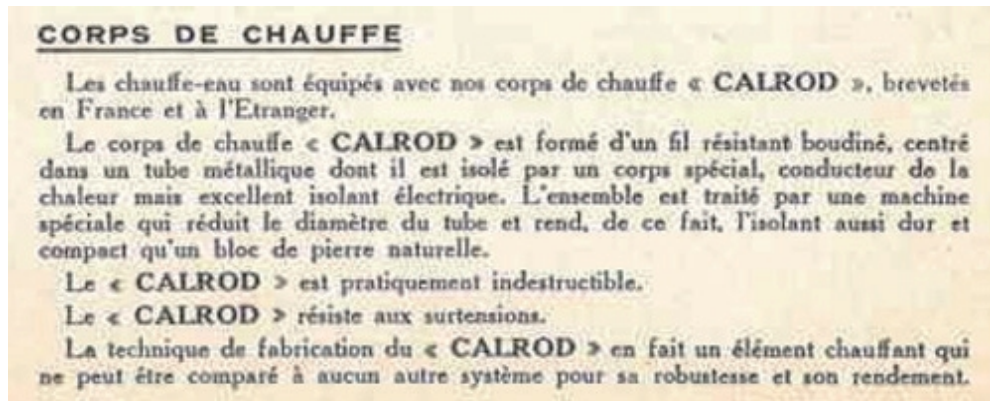 CORPS DE CHAUFFE
Les chauffe-eau sont équipés avec nos corps de chauffe « CALROD », brevetés
en France et à l'Etranger.
Le corps de chauffe « CALROD » est formé d'un fil résistant boudiné, centré
dans un tube métallique dont il est isolé par un corps spécial, conducteur de la
chaleur mais excellent isolant électrique. L'ensemble est traité par une machine
spéciale qui réduit le diamètre du tube et rend, de ce fait, l'isolant aussi dur et
compact qu'un bloc de pierre naturelle.
Le « CALROD » est pratiquement indestructible.
Le « CALROD » résiste aux surtensions.
La technique de fabrication du « CALROD » en fait un élément chauffant qui
ne peut être comparé à aucun autre système pour sa robustesse et son rendement.